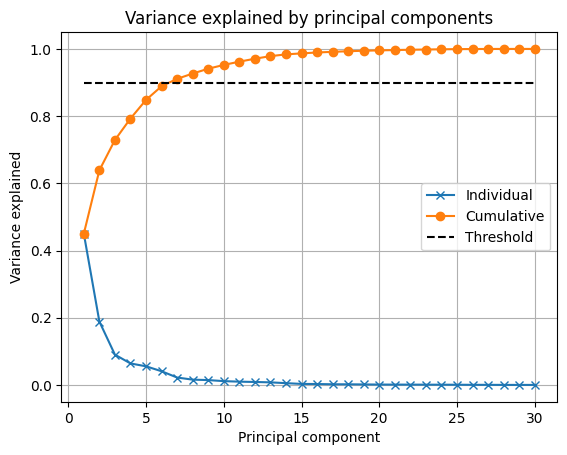 Variance explained by principal components
Variance explained
1.0
0.8
0.6
0.4
0.2
0.0
Individual
Cumulative
Threshold
0
5
10
15
20
25
30
Principal component